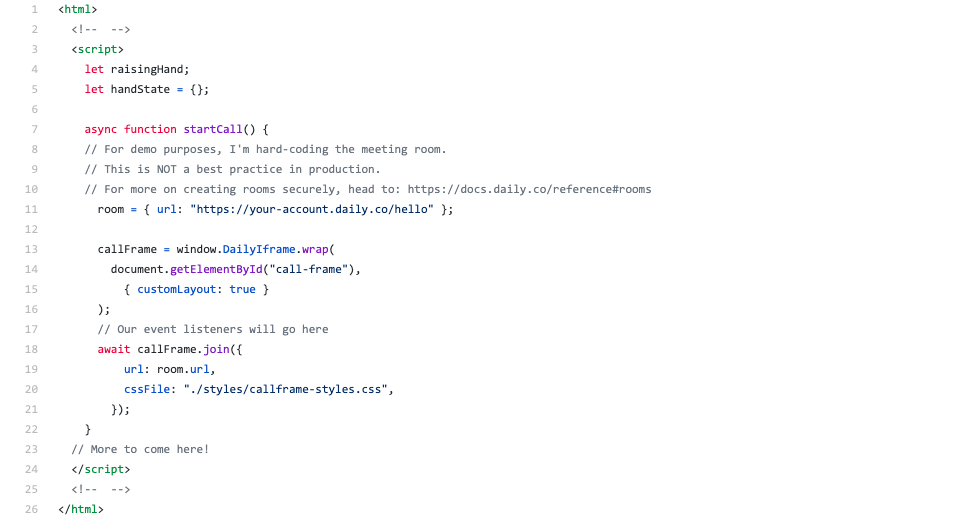 1 <html>
2 <!--  -->
3 <script>
4 let raisingHand;
5 let handState = {};
6
7 async function startCall() {
8 // For demo purposes, I'm hard-coding the meeting room.
9 // This is NOT a best practice in production.
10 // For more on creating rooms securely, head to: https://docs.daily.co/reference#rooms
11 room = { url: "https://your-account.daily.co/hello" };
12
13 callFrame = window.DailyIframe.wrap(
14 document.getElementById("call-frame"),
15 { customLayout: true }
16 );
17 // Our event listeners will go here
18 await callFrame.join({
19 url: room.url,
20 cssFile: "./styles/callframe-styles.css",
21 });
22 }
23 // More to come here!
24 </script>
25 <!--  -->
26 </html>